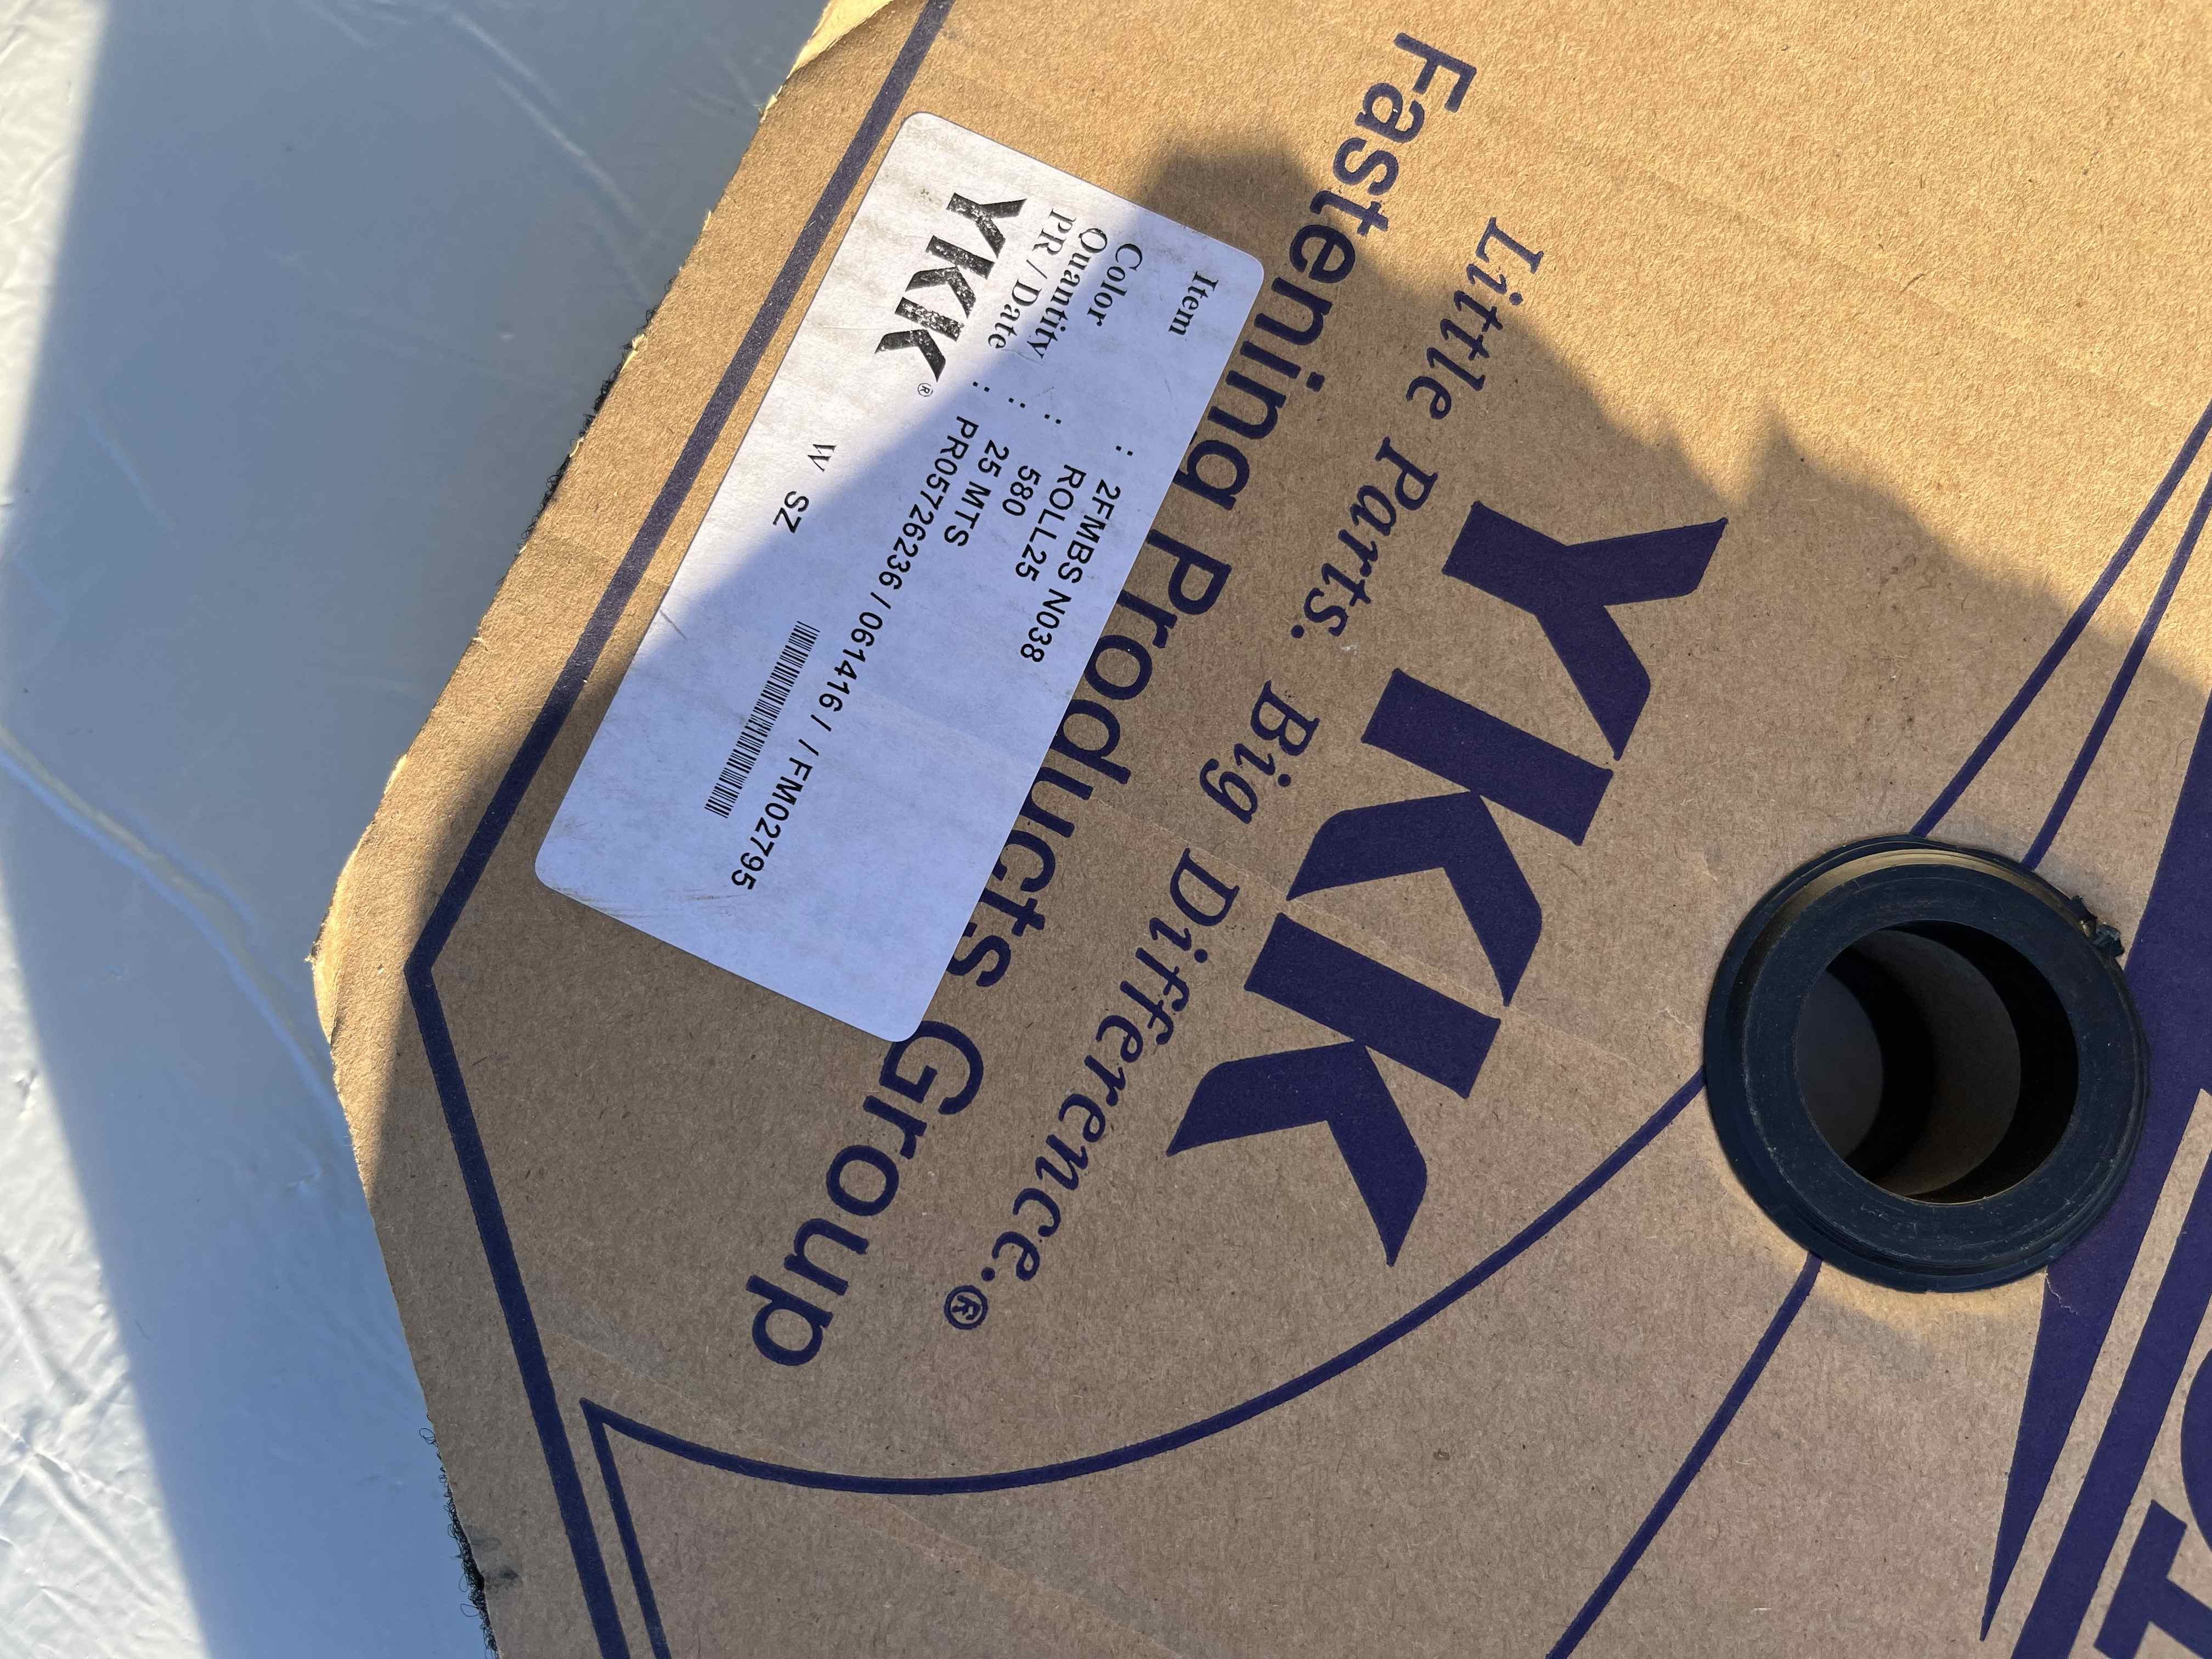 YKK
Little Parts. Big Difference.®
Fastening Products Group
Item : 2FMBS N038
ROLL25
Color : 580
Quantity : 25 MTS
PR / Date : PR05726236 / 061416 / / FM02795
YKK®
W SZ